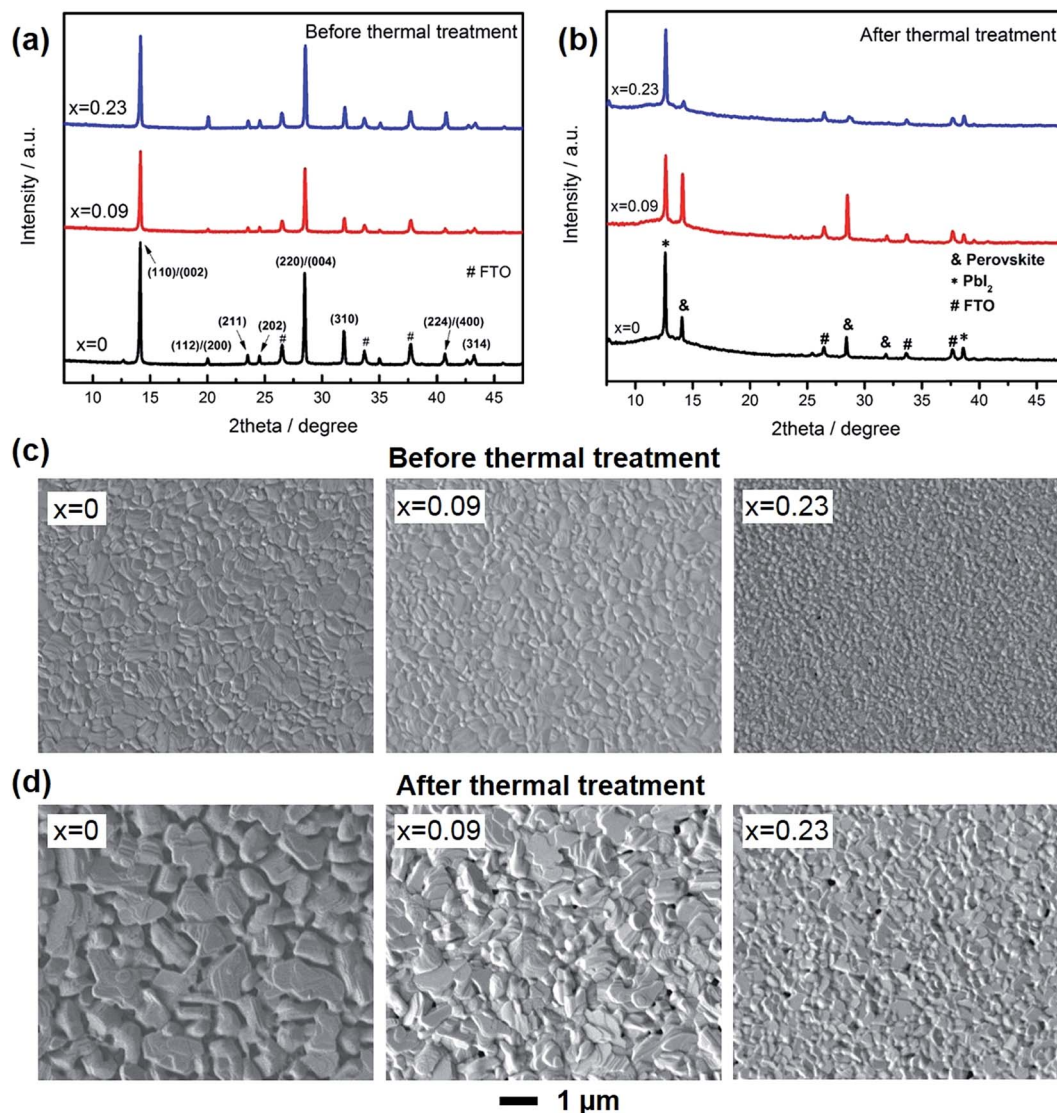 (a)
Before thermal treatment
x=0.23
x=0.09
(110)/(002)
(220)/(004)
# FTO
(112)/(200)
(211)
(202)
#
(310)
#
#
(224)/(400)
(314)
x=0
Intensity / a.u.
10 15 20 25 30 35 40 45
2theta / degree
(b)
After thermal treatment
x=0.23
x=0.09
& Perovskite
* PbI2
# FTO
*
&
x=0
#
&
&
#
#
*
Intensity / a.u.
10 15 20 25 30 35 40 45
2theta / degree
(c)
Before thermal treatment
x=0
x=0.09
x=0.23
(d)
After thermal treatment
x=0
x=0.09
x=0.23
1 µm